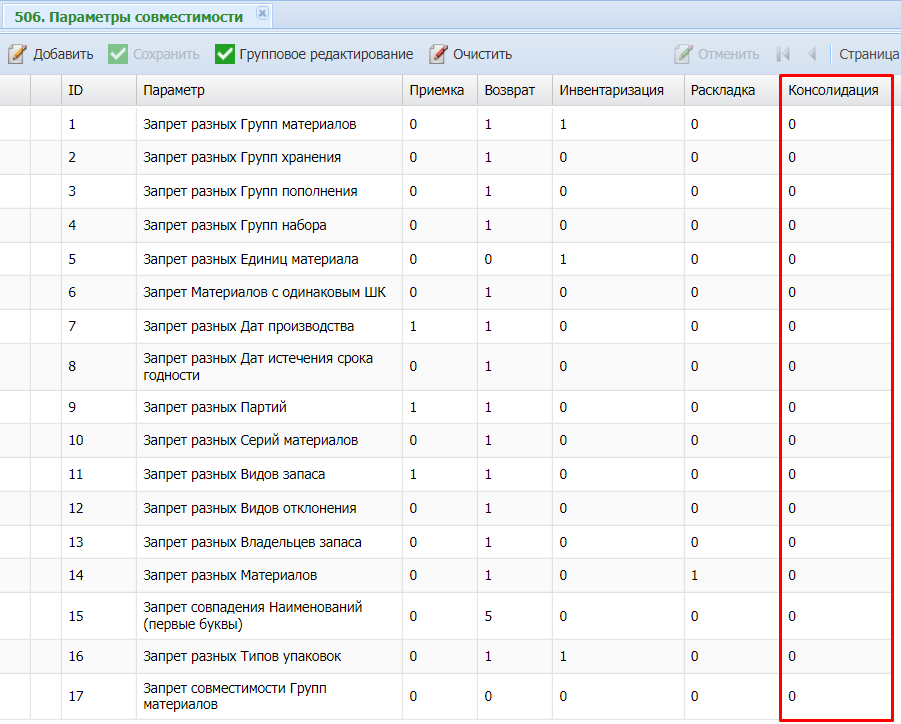 506. Параметры совместимости
Добавить Сохранить Групповое редактирование Очистить Отменить Страница
ID Параметр Приемка Возврат Инвентаризация Раскладка Консолидация
1 Запрет разных Групп материалов 0 1 1 0 0
2 Запрет разных Групп хранения 0 1 0 0 0
3 Запрет разных Групп пополнения 0 1 0 0 0
4 Запрет разных Групп набора 0 1 0 0 0
5 Запрет разных Единиц материала 0 0 1 0 0
6 Запрет Материалов с одинаковым ШК 0 1 0 0 0
7 Запрет разных Дат производства 1 1 0 0 0
8 Запрет разных Дат истечения срока
годности 0 1 0 0 0
9 Запрет разных Партий 1 1 0 0 0
10 Запрет разных Серий материалов 0 1 0 0 0
11 Запрет разных Видов запаса 1 1 0 0 0
12 Запрет разных Видов отклонения 0 1 0 0 0
13 Запрет разных Владельцев запаса 0 1 0 0 0
14 Запрет разных Материалов 0 1 0 1 0
15 Запрет совпадения Наименований
(первые буквы) 0 5 0 0 0
16 Запрет разных Типов упаковок 0 1 1 0 0
17 Запрет совместимости Групп
материалов 0 0 0 0 0